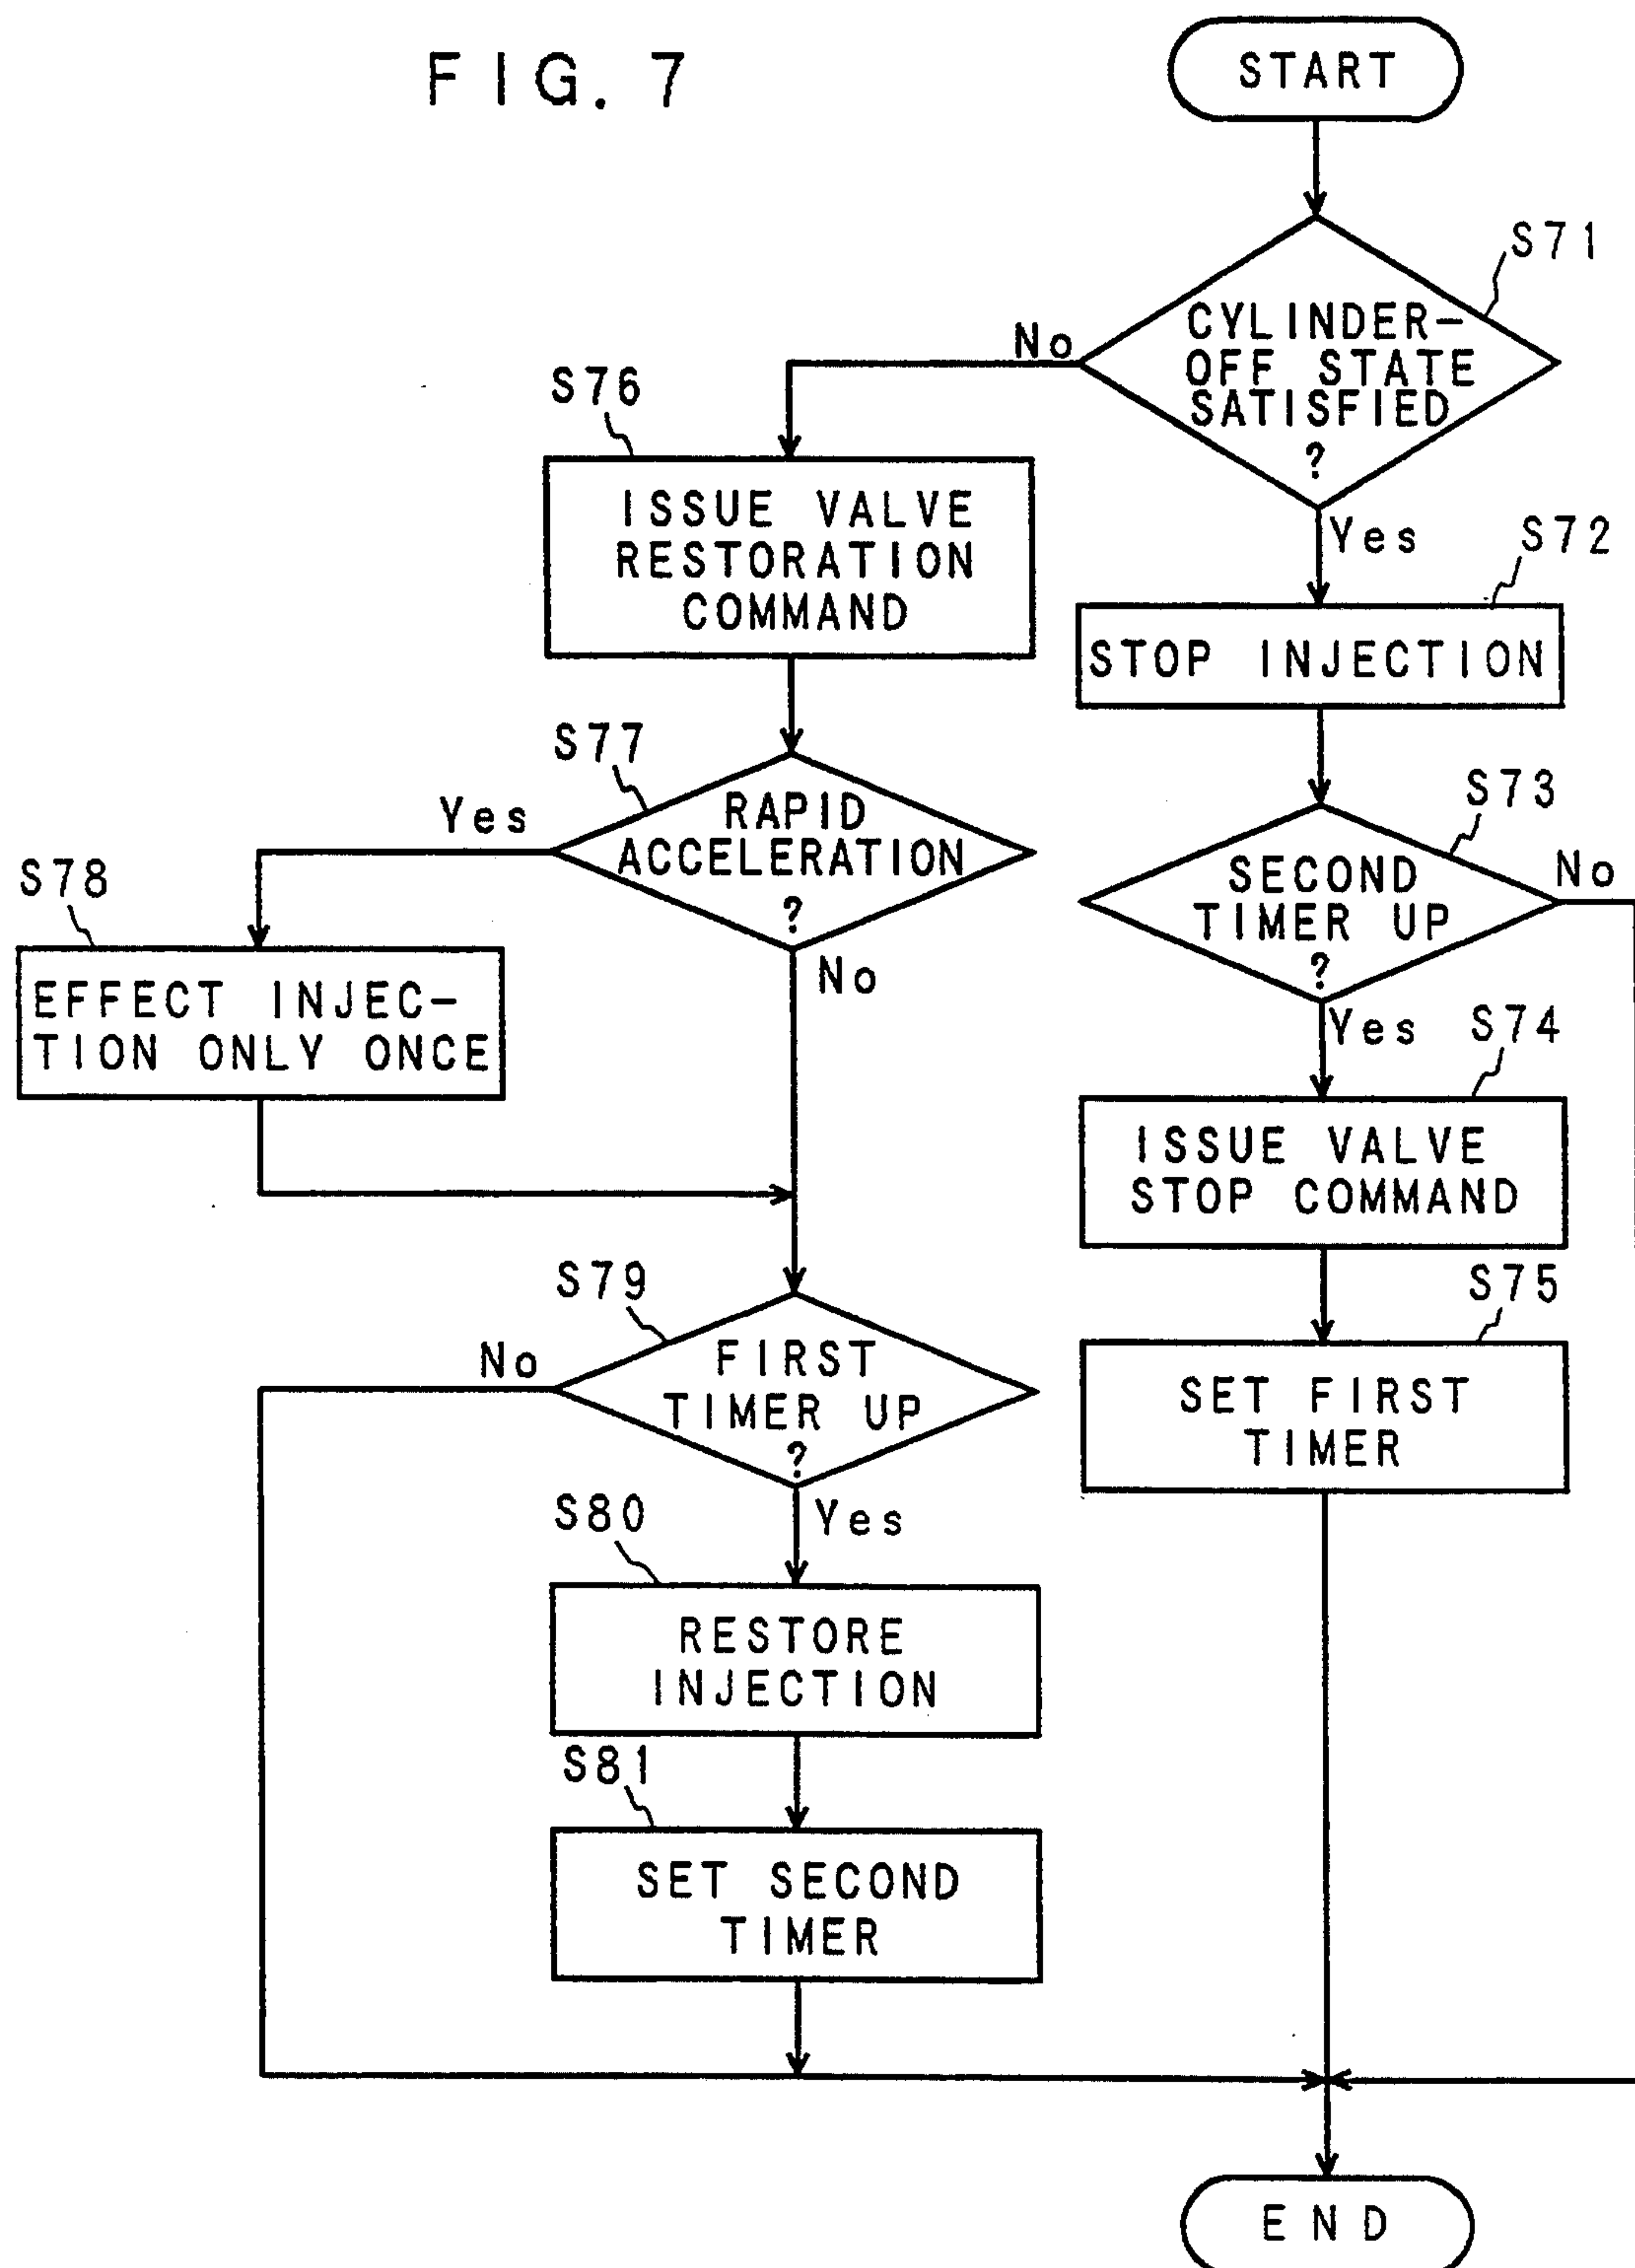 FIG. 7
START
S71
CYLINDER-
OFF STATE
SATISFIED
?
No
Yes
S72
STOP INJECTION
S73
SECOND
TIMER UP
?
No
Yes
S74
ISSUE VALVE
STOP COMMAND
S75
SET FIRST
TIMER
S76
ISSUE VALVE
RESTORATION
COMMAND
S77
RAPID
ACCELERATION
?
Yes
No
S78
EFFECT INJEC-
TION ONLY ONCE
S79
FIRST
TIMER UP
?
No
Yes
S80
RESTORE
INJECTION
S81
SET SECOND
TIMER
END